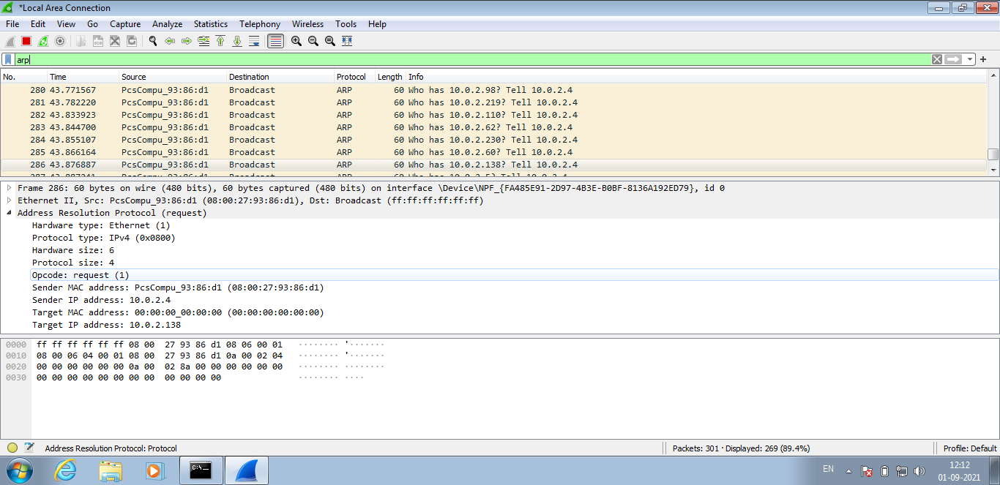 *Local Area Connection
File Edit View Go Capture Analyze Statistics Telephony Wireless Tools Help
arp
No. Time Source Destination Protocol Length Info
280 43.771567 PcsCompu_93:86:d1 Broadcast ARP 60 Who has 10.0.2.98? Tell 10.0.2.4
281 43.782220 PcsCompu_93:86:d1 Broadcast ARP 60 Who has 10.0.2.219? Tell 10.0.2.4
282 43.833923 PcsCompu_93:86:d1 Broadcast ARP 60 Who has 10.0.2.110? Tell 10.0.2.4
283 43.844700 PcsCompu_93:86:d1 Broadcast ARP 60 Who has 10.0.2.62? Tell 10.0.2.4
284 43.855107 PcsCompu_93:86:d1 Broadcast ARP 60 Who has 10.0.2.230? Tell 10.0.2.4
285 43.866164 PcsCompu_93:86:d1 Broadcast ARP 60 Who has 10.0.2.60? Tell 10.0.2.4
286 43.876887 PcsCompu_93:86:d1 Broadcast ARP 60 Who has 10.0.2.138? Tell 10.0.2.4
Frame 286: 60 bytes on wire (480 bits), 60 bytes captured (480 bits) on interface \Device\NPF_{FA485E91-2D97-4B3E-B0BF-8136A192ED79}, id 0
Ethernet II, Src: PcsCompu_93:86:d1 (08:00:27:93:86:d1), Dst: Broadcast (ff:ff:ff:ff:ff:ff)
Address Resolution Protocol (request)
Hardware type: Ethernet (1)
Protocol type: IPv4 (0x0800)
Hardware size: 6
Protocol size: 4
Opcode: request (1)
Sender MAC address: PcsCompu_93:86:d1 (08:00:27:93:86:d1)
Sender IP address: 10.0.2.4
Target MAC address: 00:00:00_00:00:00 (00:00:00:00:00:00)
Target IP address: 10.0.2.138
0000 ff ff ff ff ff ff 08 00 27 93 86 d1 08 06 00 01 ········ '·······
0010 08 00 06 04 00 01 08 00 27 93 86 d1 0a 00 02 04 ········ '·······
0020 00 00 00 00 00 00 0a 00 02 8a 00 00 00 00 00 00 ········ ········
0030 00 00 00 00 00 00 00 00 00 00 00 00 ········ ····
Address Resolution Protocol: Protocol
Packets: 301 · Displayed: 269 (89.4%)
Profile: Default
C:\.
EN
12:12
01-09-2021